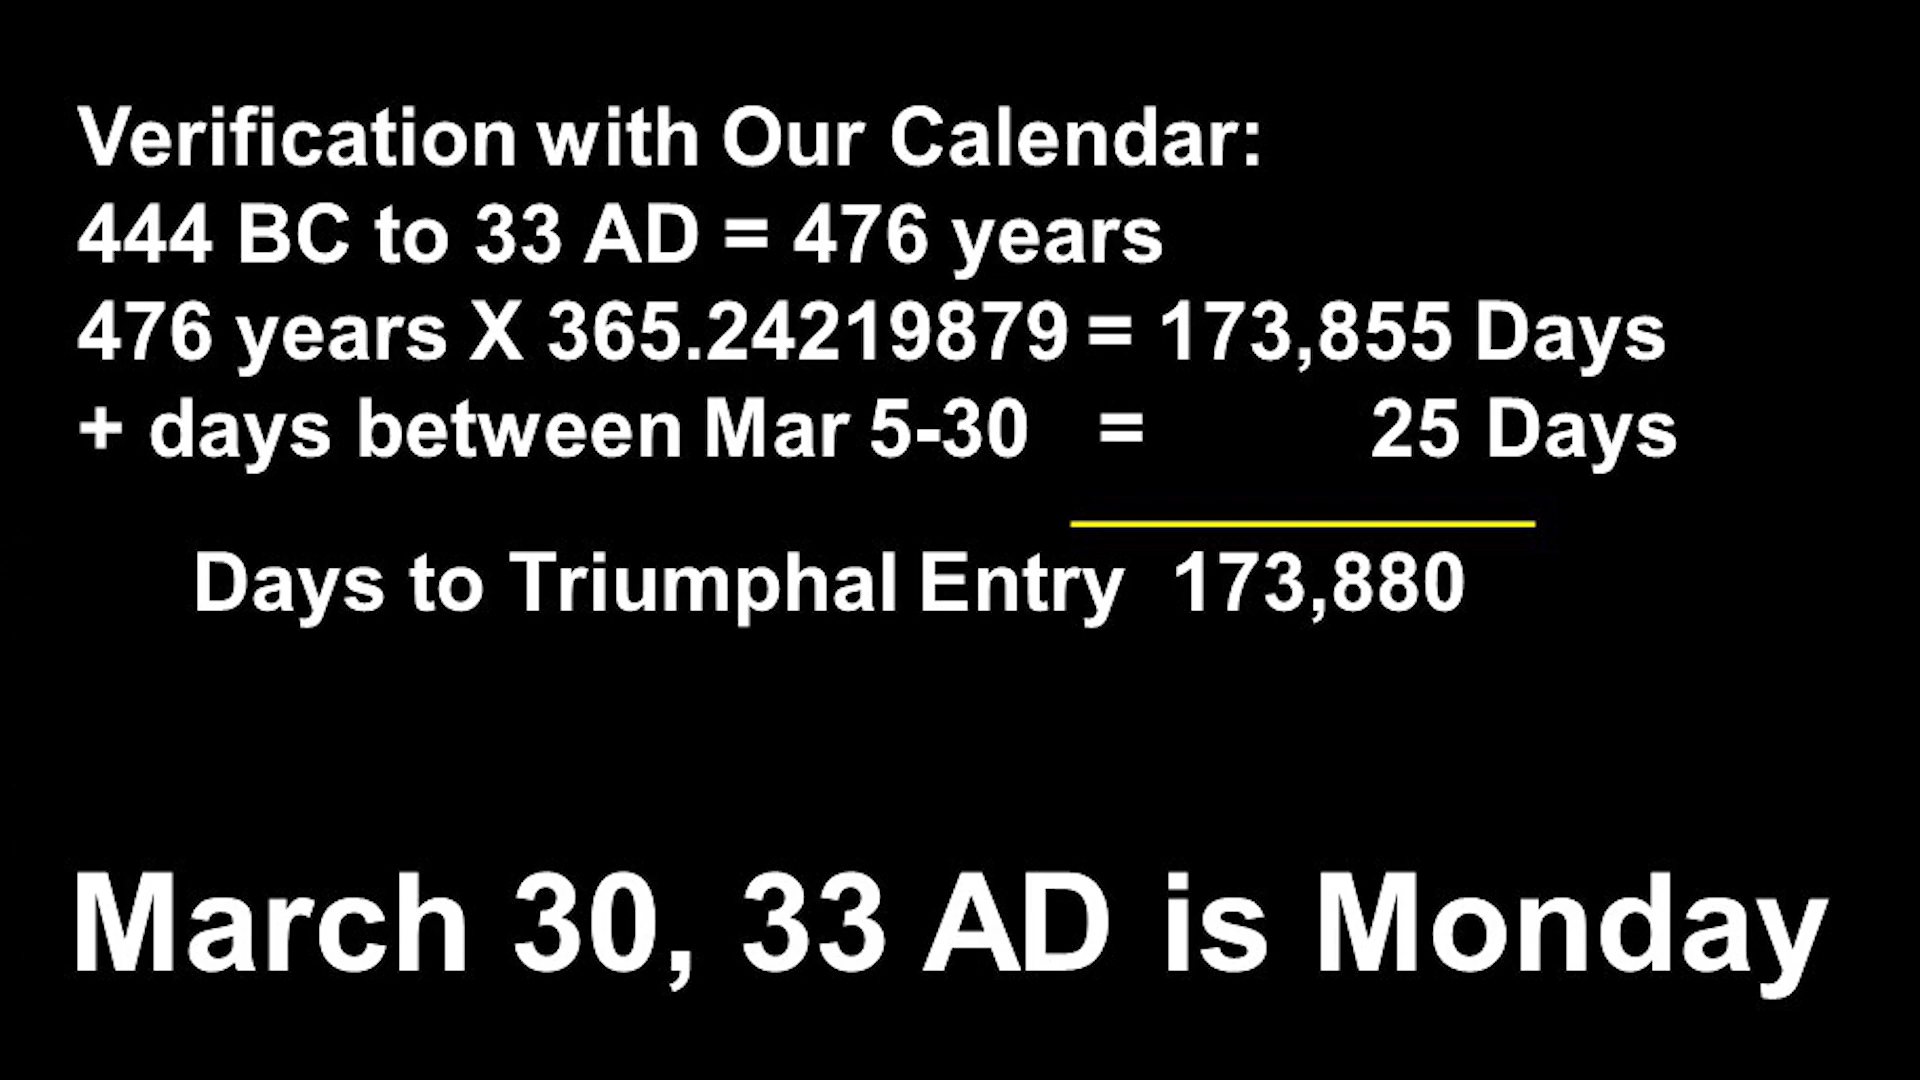 Verification with Our Calendar:
444 BC to 33 AD = 476 years
476 years X 365.24219879 = 173,855 Days
+ days between Mar 5-30 = 25 Days
Days to Triumphal Entry 173,880
March 30, 33 AD is Monday